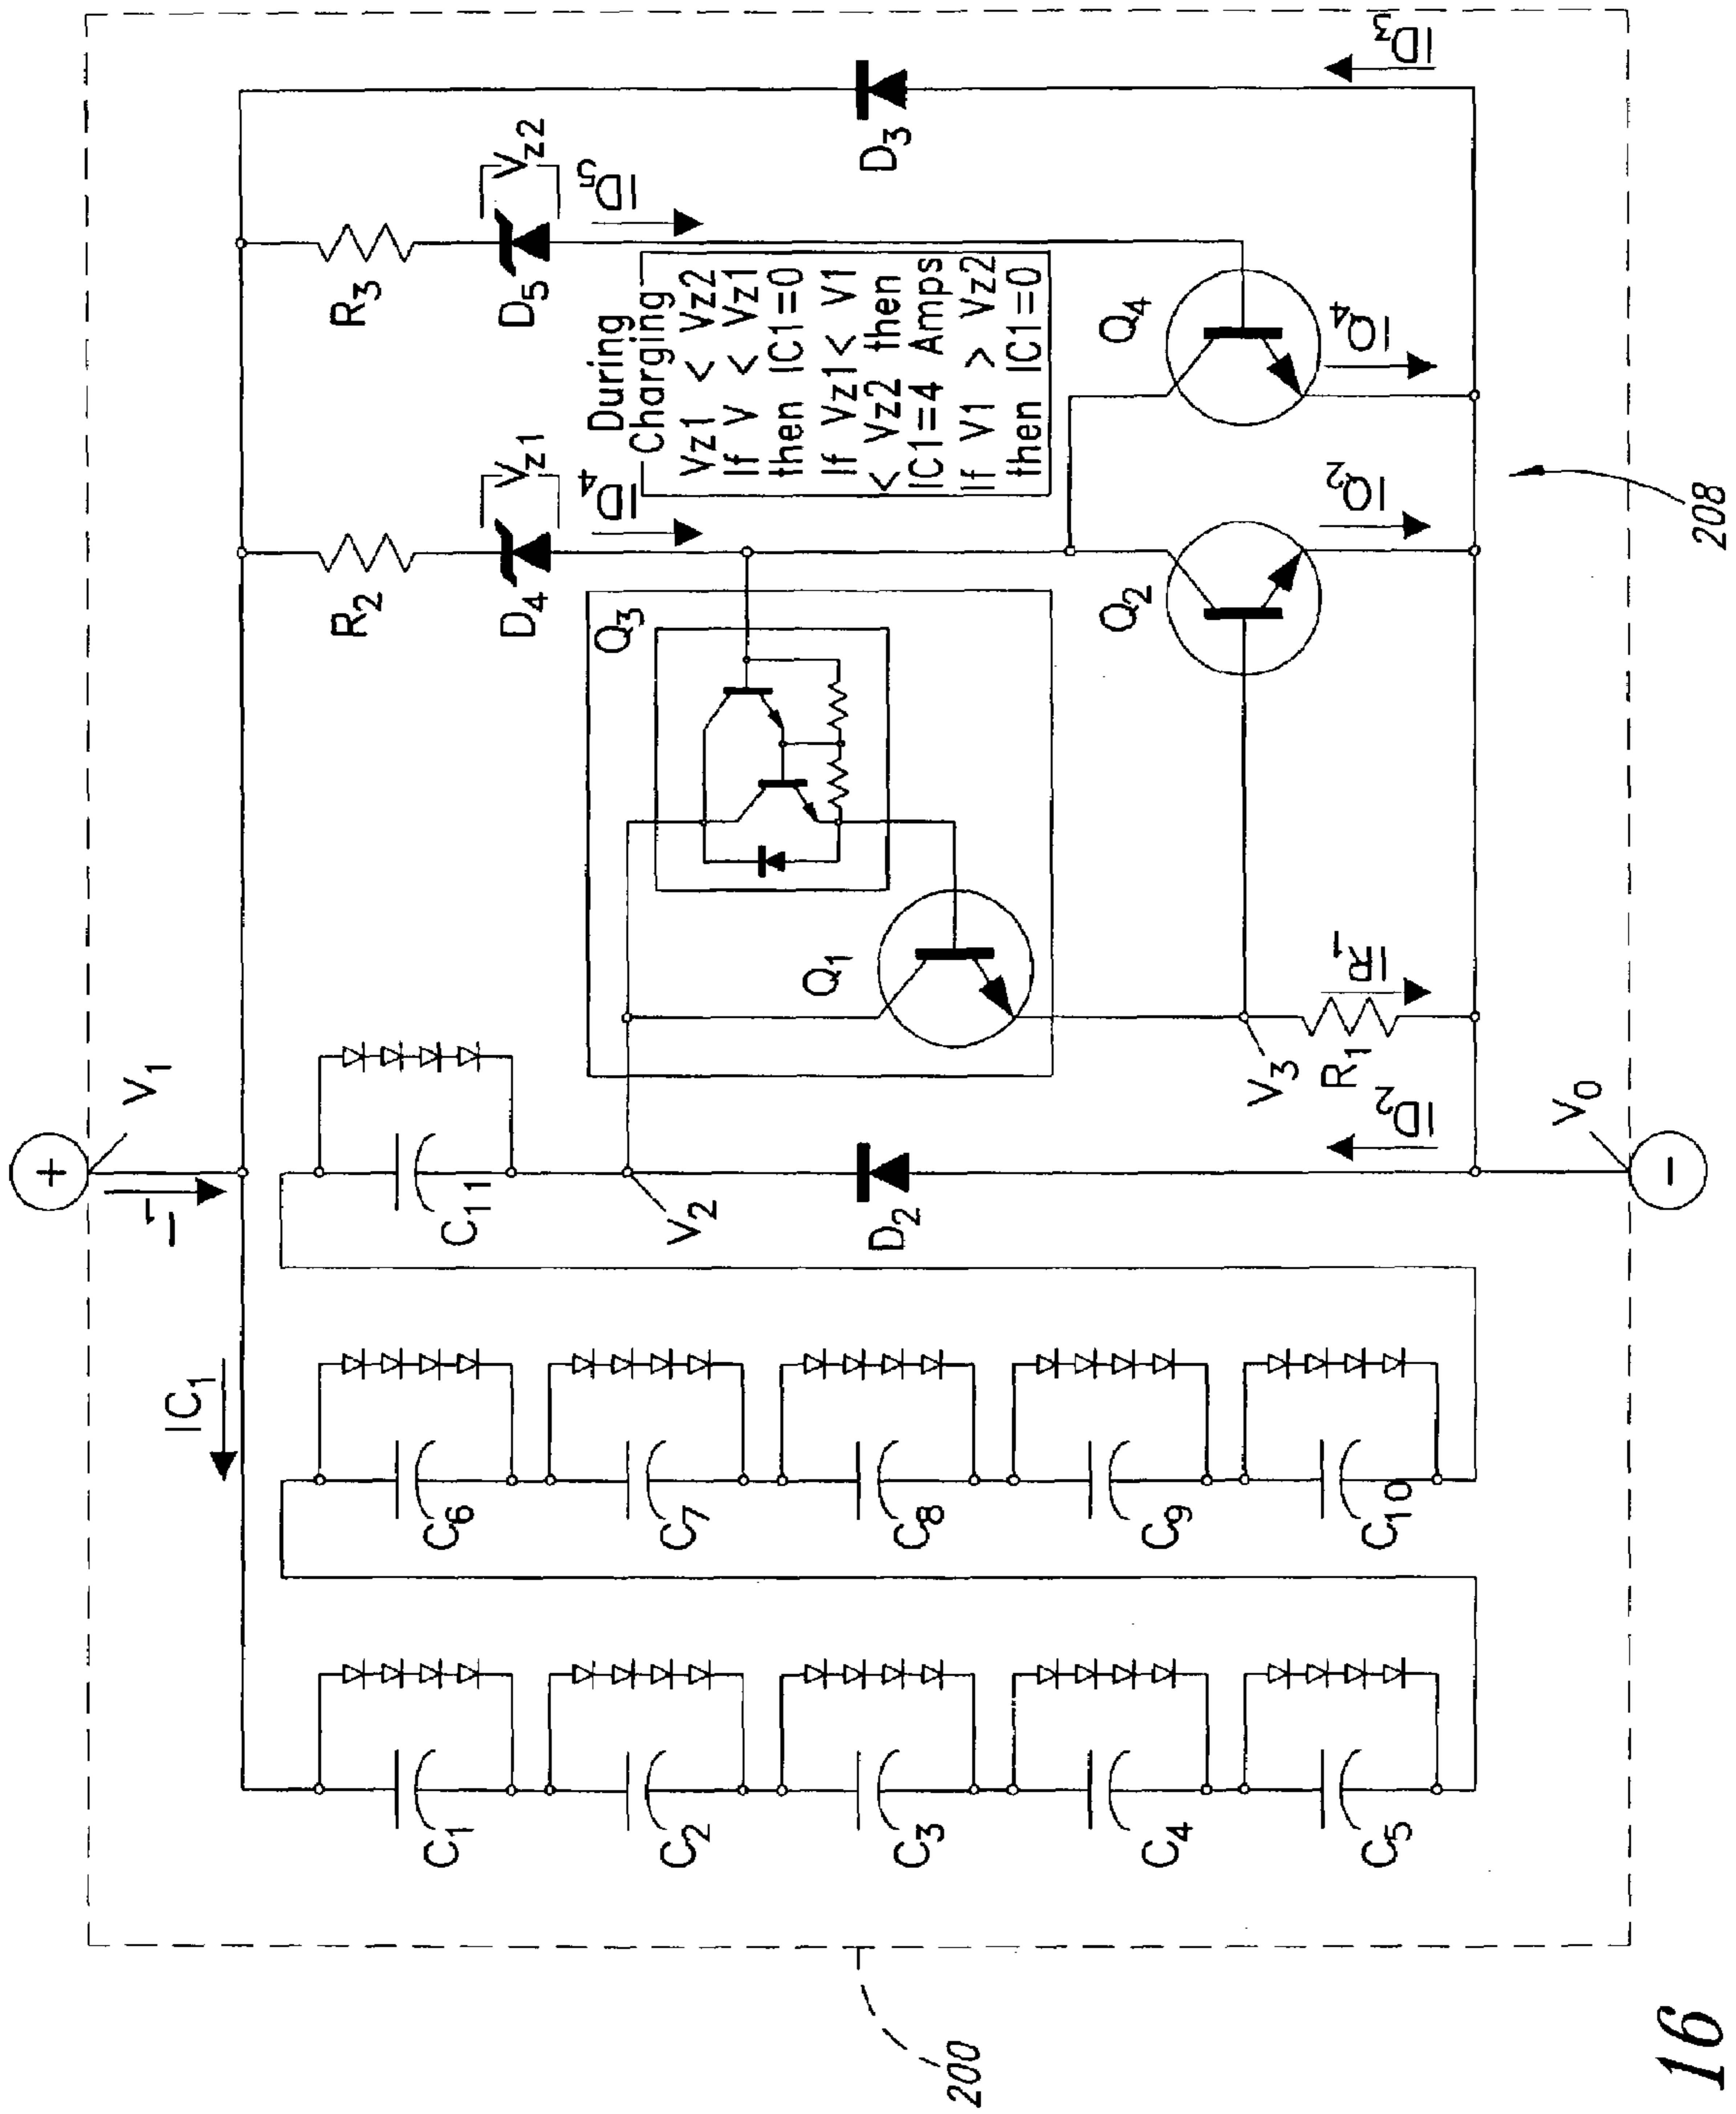 +
V1
I1
IC1
C1
C2
C3
C4
C5
C6
C7
C8
C9
C10
C11
V2
D2
ID2
V0
−
Q3
Q1
V3
R1
IR1
R2
D4
Vz1
ID4
R3
D5
Vz2
ID5
During
Charging
Vz1 < Vz2
If V < Vz1
then IC1=0
If Vz1< V1
< Vz2 then
IC1=4 Amps
If V1 > Vz2
then IC1=0
Q2
IQ2
Q4
IQ4
D3
ID3
208
200
16